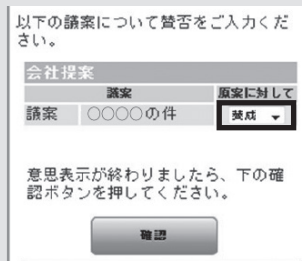 以下の議案について賛否をご入力くだ
さい。
会社提案
議案 原案に対して
議案 ○○○○の件 賛成
意思表示が終わりましたら、下の確
認ボタンを押してください。
確認